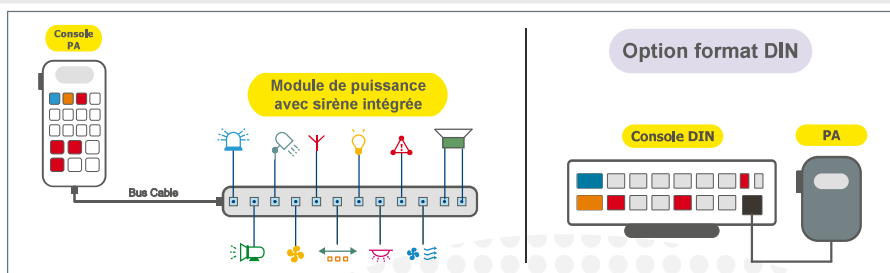 Console
PA
Module de puissance
avec sirène intégrée
Bus Cable
Option format DIN
Console DIN
PA